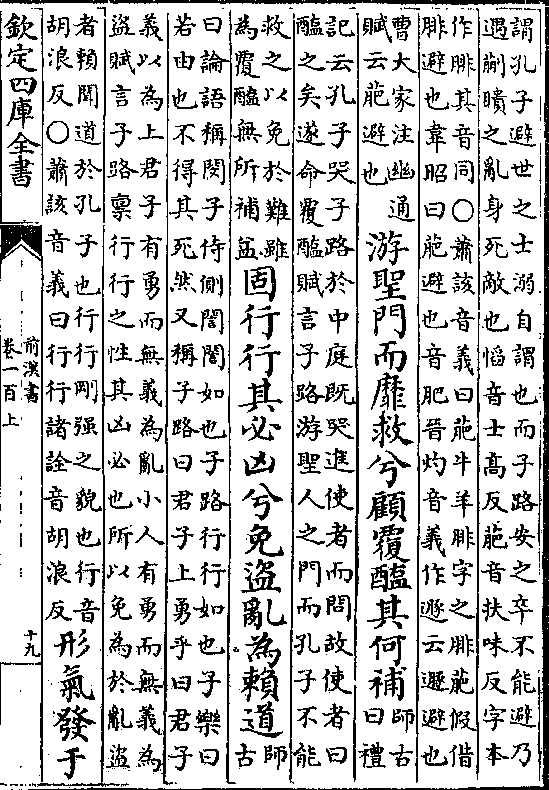 謂孔子避世之士溺自謂也而子路安之卒不能避乃
遇蒯聵之亂身死敵也慆音士高反萉音扶味反字本
作腓其音同○蕭該音義曰萉牛羊腓字之腓萉假借
腓避也韋昭曰萉避也音肥晉灼音義作遯云遯避也
曹大家注幽通
賦云萉避也
游聖門而靡救兮顧覆醢其何補
師古
曰禮
記云孔子哭子路於中庭既哭進使者而問故使者曰
醢之矣遂命覆醢賦言子路游聖人之門而孔子不能
救之以免於難雖
為覆醢無所補益
固行行其必凶兮免盜亂為賴道
師
古
曰論語稱閔子侍側誾誾如也子路行行如也子樂曰
若由也不得其死然又稱子路曰君子上勇乎曰君子
義以為上君子有勇而無義為亂小人有勇而無義為
盜賦言子路稟行行之性其凶必也所以免為於亂盜
者賴聞道於孔子也行行剛强之貌也行音
胡浪反○蕭該音義曰行行諸詮音胡浪反
形氣發于
欽定四庫全書
前漢書
卷一百上
十九